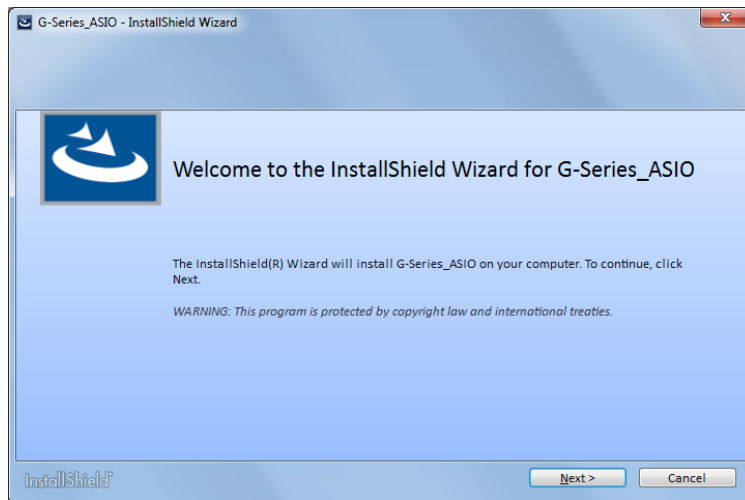 G-Series_ASIO - InstallShield Wizard
Welcome to the InstallShield Wizard for G-Series_ASIO
The InstallShield(R) Wizard will install G-Series_ASIO on your computer. To continue, click
Next.
WARNING: This program is protected by copyright law and international treaties.
InstallShield™
Next >
Cancel